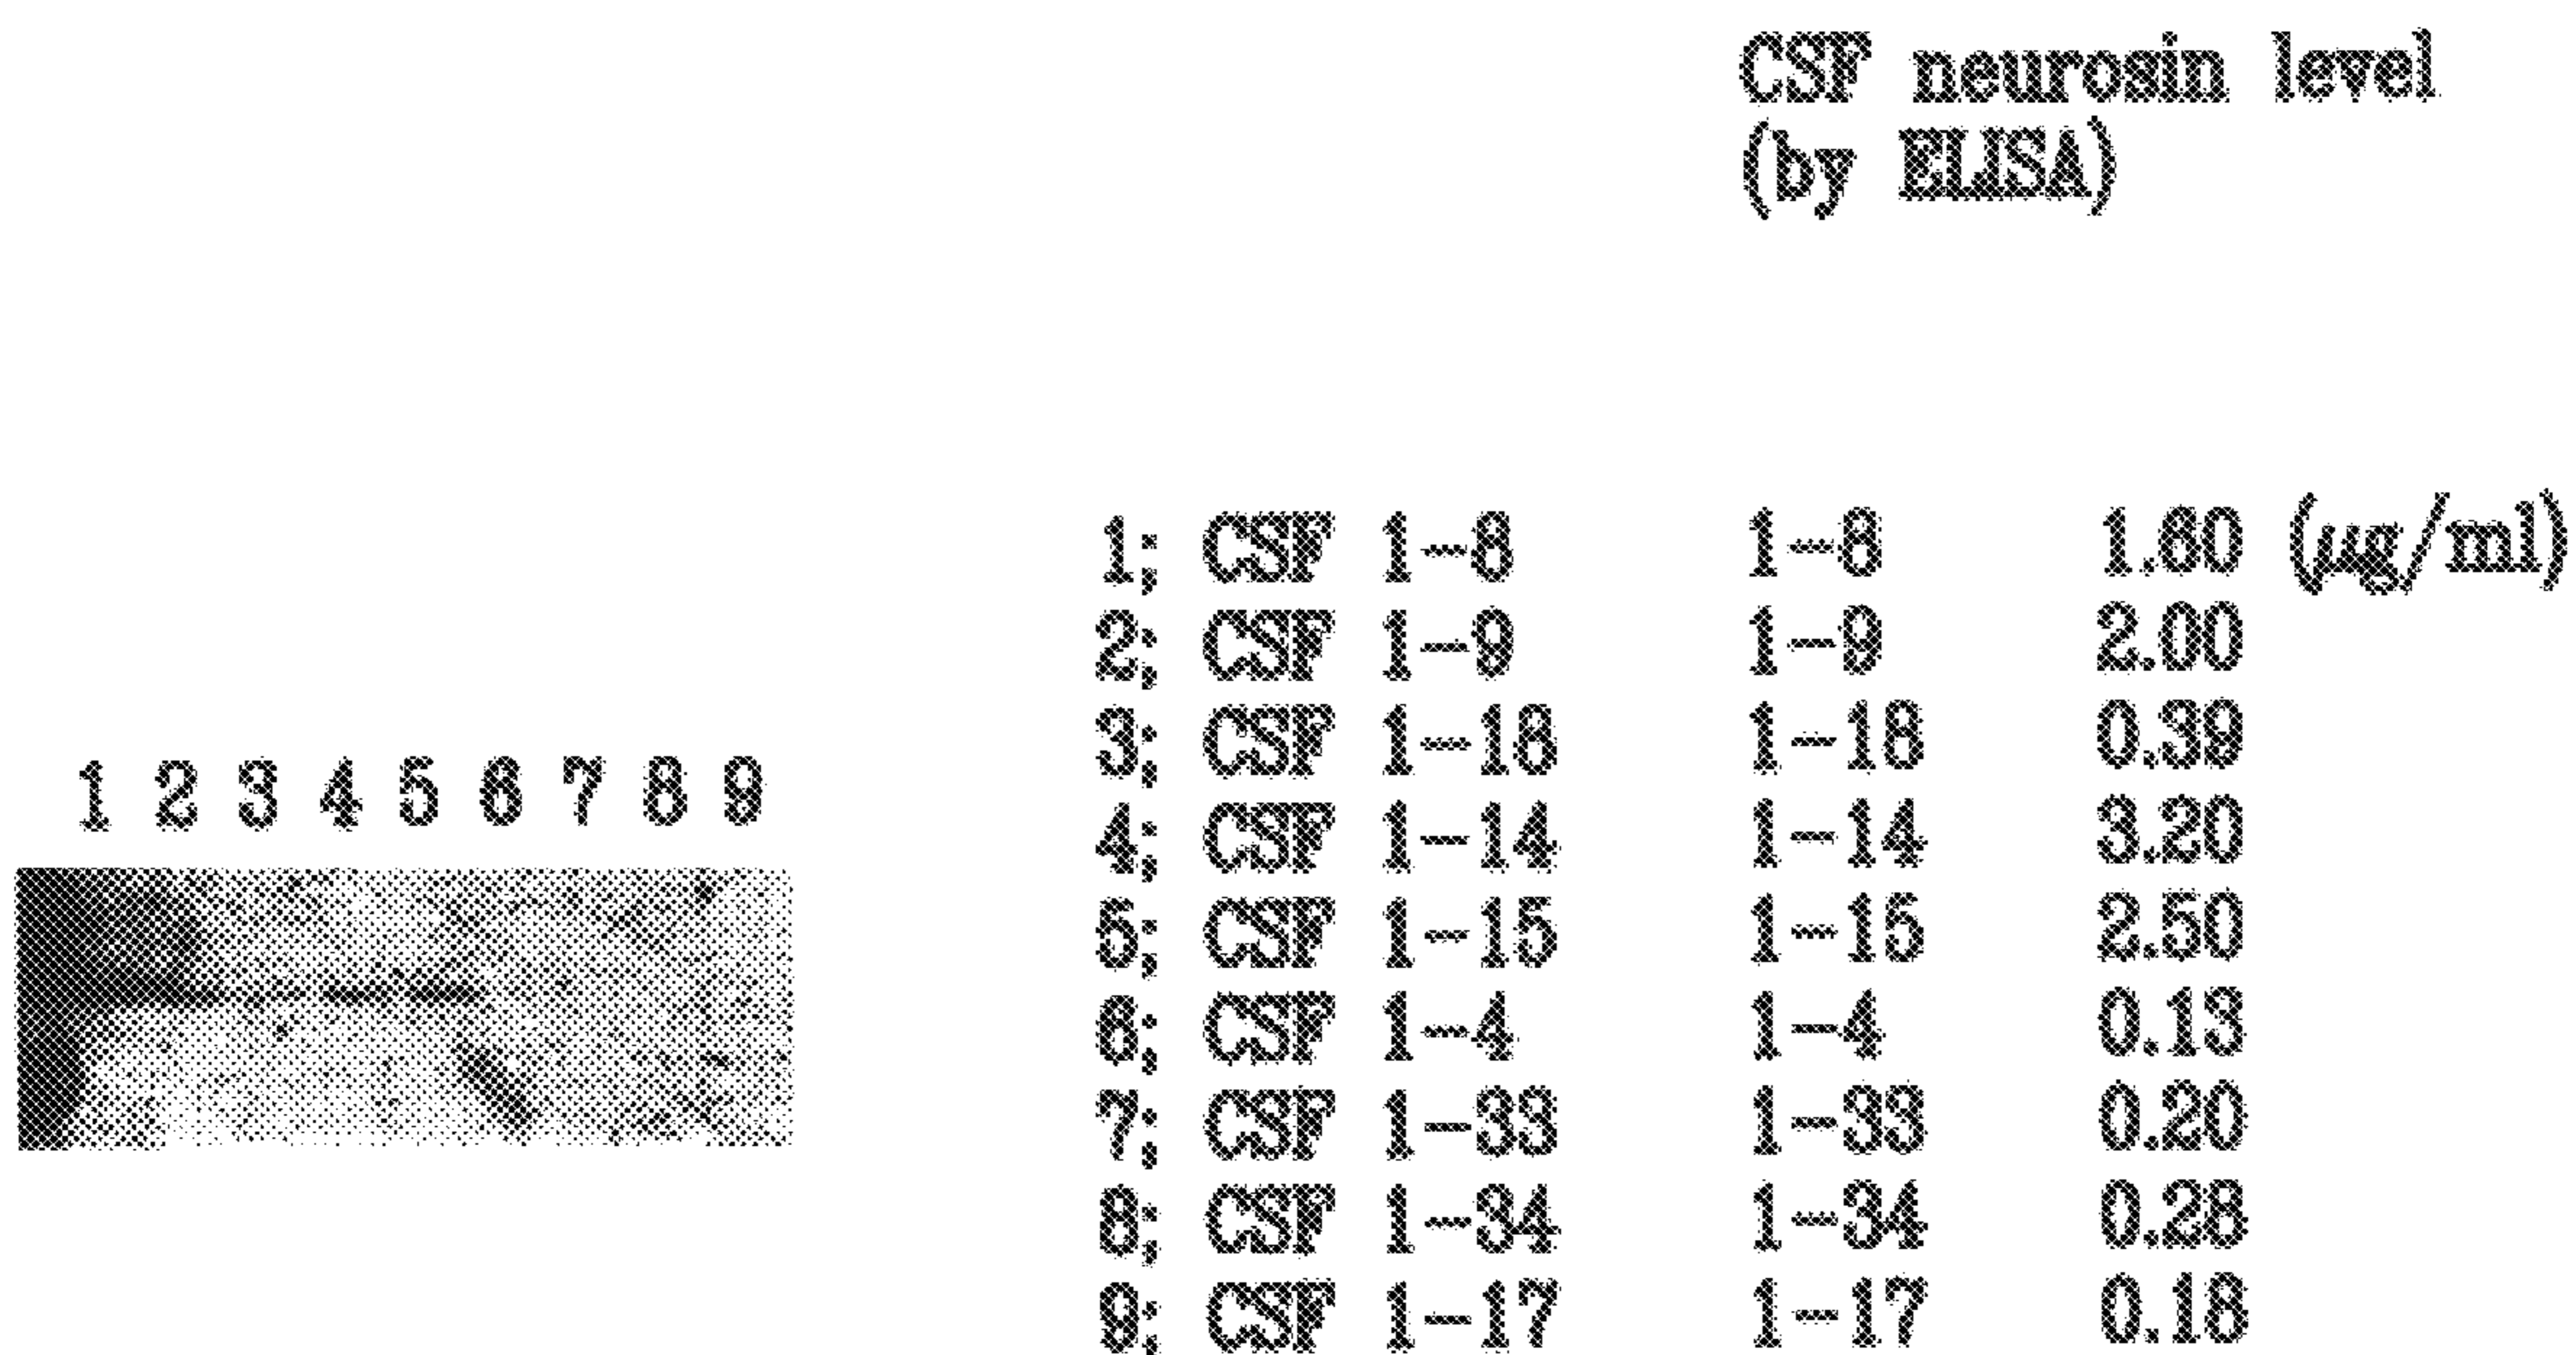 CSF neurosin level
(by ELISA)
1; CSF 1-8 1-8 1.60 (µg/ml)
2; CSF 1-9 1-9 2.00
3; CSF 1-18 1-18 0.39
1 2 3 4 5 6 7 8 9
4; CSF 1-14 1-14 3.20
5; CSF 1-15 1-15 2.50
6; CSF 1-4 1-4 0.13
7; CSF 1-33 1-33 0.20
8; CSF 1-34 1-34 0.28
9; CSF 1-17 1-17 0.18